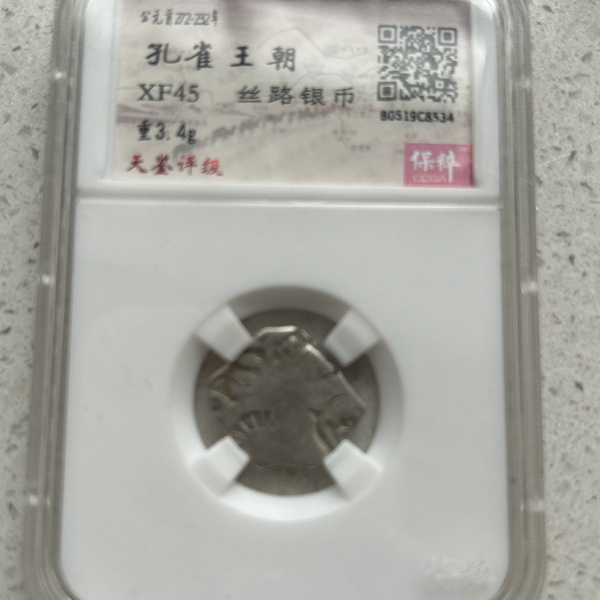 公元前272-232年
孔雀王朝
XF45 丝路银币
80519C8534
重3.4g
天鉴评级
保粹